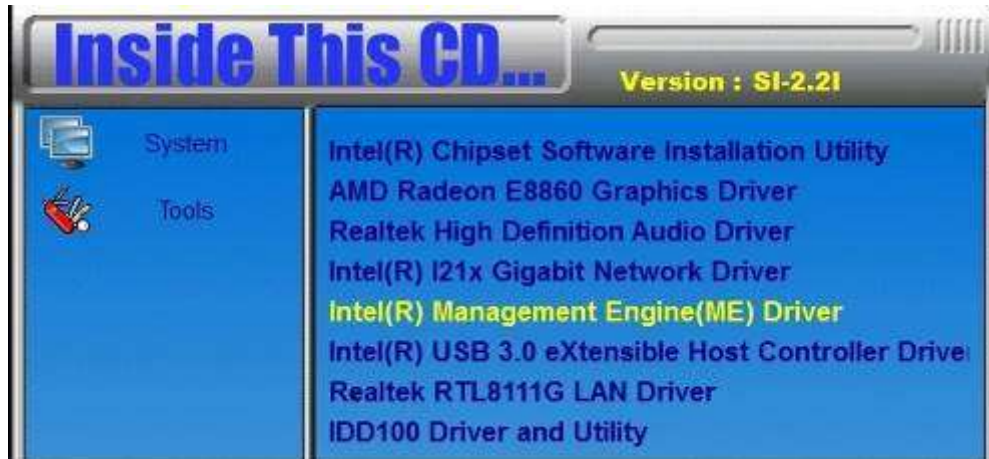 Inside This CD...
Version : SI-2.2I
System
Tools
Intel(R) Chipset Software Installation Utility
AMD Radeon E8860 Graphics Driver
Realtek High Definition Audio Driver
Intel(R) I21x Gigabit Network Driver
Intel(R) Management Engine(ME) Driver
Intel(R) USB 3.0 eXtensible Host Controller Drive
Realtek RTL8111G LAN Driver
IDD100 Driver and Utility